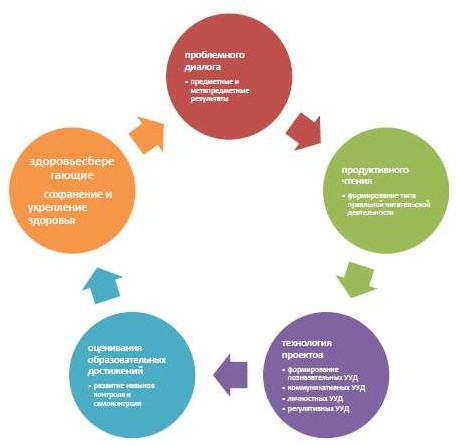 проблемного
диалога
• предметные и
метапредметные
результаты
продуктивного
чтения
• формирование типа
правильной читательской
деятельности
технология
проектов
• формирование
познавательных УУД
• коммуникативных УУД
• личностных УУД
• регулятивных УУД
оценивания
образовательных
достижений
• развитие навыков
контроля и
самоконтроля
здоровьесбере
гающие
сохранение и
укрепление
здоровья